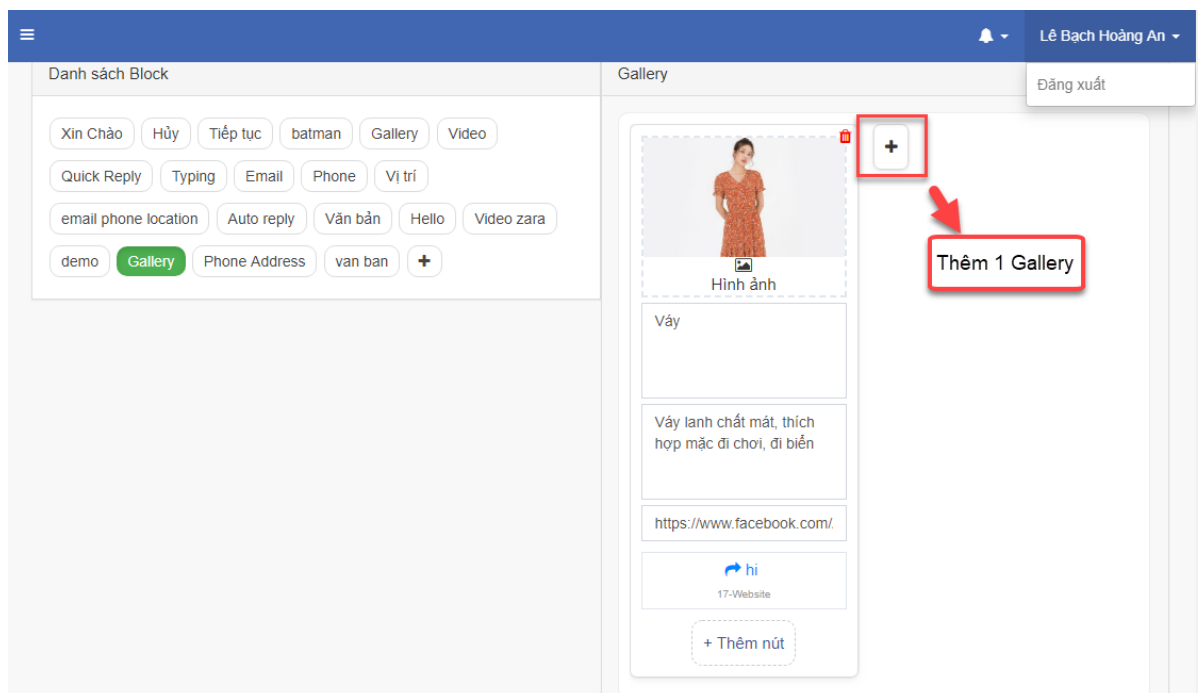 Lê Bạch Hoàng An
Đăng xuất
Danh sách Block
Xin Chào Hủy Tiếp tục batman Gallery Video
Quick Reply Typing Email Phone Vị trí
email phone location Auto reply Văn bản Hello Video zara
demo Gallery Phone Address van ban +
Gallery
+
Thêm 1 Gallery
Hình ảnh
Váy
Váy lanh chất mát, thích
hợp mặc đi chơi, đi biển
https://www.facebook.com/.
hi
17-Website
+ Thêm nút